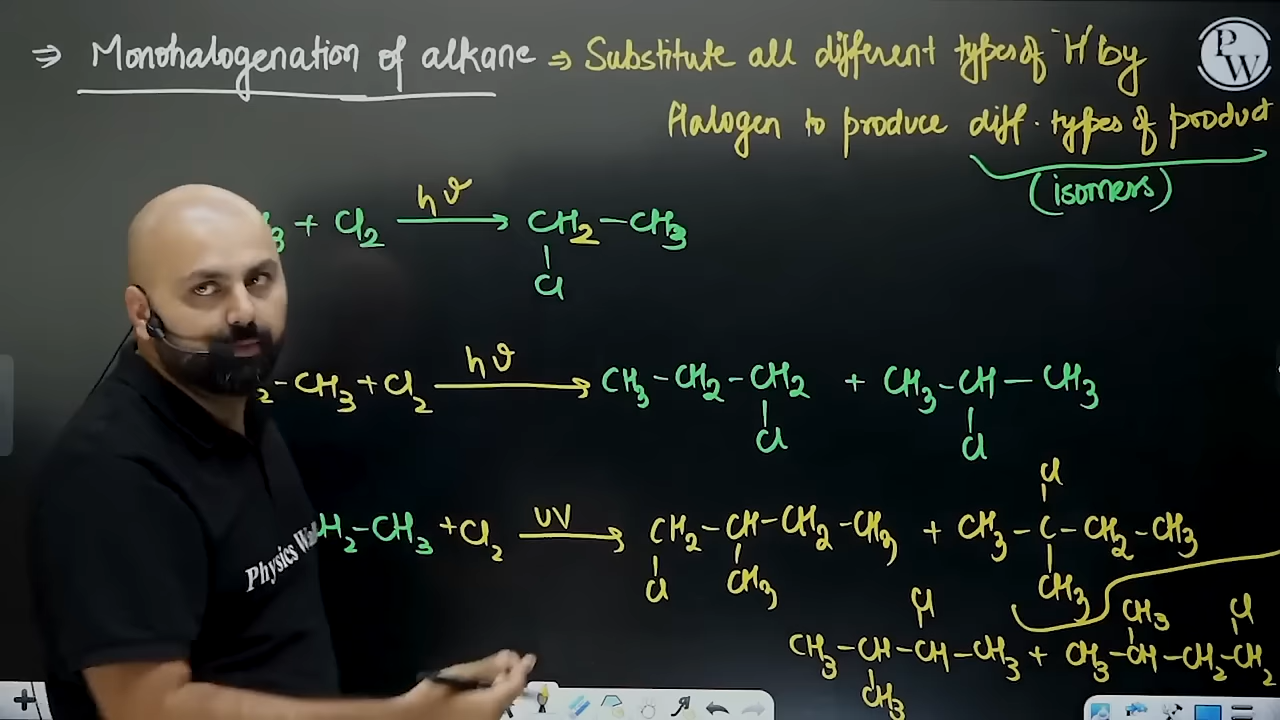 ⇒ Monohalogenation of alkane ⇒ Substitute all different types of 'H' by
PW
Halogen to produce diff. types of product
(isomers)
3 + Cl2 hν → CH2-CH3
Cl
2-CH3+Cl2 hν → CH3-CH2-CH2 + CH3-CH-CH3
Cl Cl
Cl
H2-CH3 +Cl2 UV → CH2-CH-CH2-CH3 + CH3-C-CH2-CH3
Cl CH3 CH3
Cl CH3 Cl
CH3-CH-CH-CH3 + CH3-CH-CH2-CH2
CH3
Physics Wa